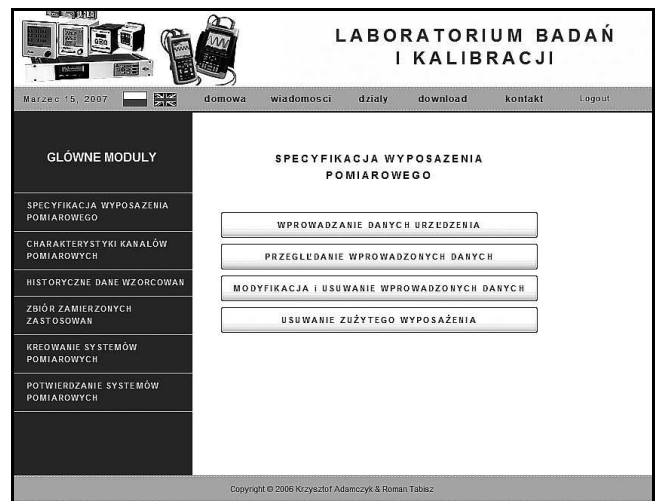 LABORATORIUM BADAŃ
I KALIBRACJI
Marzec 15, 2007
domowa wiadomosci dzialy download kontakt Logout
GLÓWNE MODULY
SPECYFIKACJA WYPOSAZENIA
POMIAROWEGO
CHARAKTERYSTYKI KANALÓW
POMIAROWYCH
HISTORYCZNE DANE WZORCOWAN
ZBIÓR ZAMIERZONYCH
ZASTOSOWAN
KREOWANIE SYSTEMÓW
POMIAROWYCH
POTWIERDZANIE SYSTEMÓW
POMIAROWYCH
SPECYFIKACJA WYPOSAZENIA
POMIAROWEGO
WPROWADZANIE DANYCH URZĽDZENIA
PRZEGLĽDANIE WPROWADZONYCH DANYCH
MODYFIKACJA i USUWANIE WPROWADZONYCH DANYCH
USUWANIE ZUŻYTEGO WYPOSAŻENIA
Copyright © 2006 Krzysztof Adamczyk & Roman Tabisz